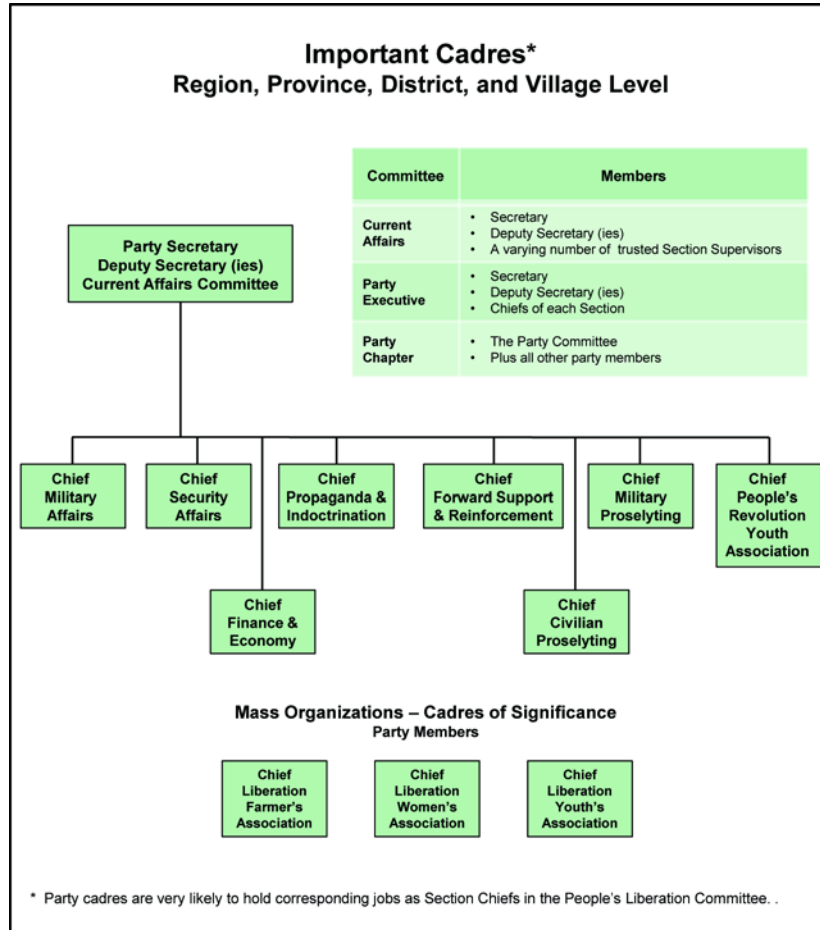 Important Cadres*
Region, Province, District, and Village Level
Committee
Members
Current
Affairs
• Secretary
• Deputy Secretary (ies)
• A varying number of trusted Section Supervisors
Party
Executive
• Secretary
• Deputy Secretary (ies)
• Chiefs of each Section
Party
Chapter
• The Party Committee
• Plus all other party members
Party Secretary
Deputy Secretary (ies)
Current Affairs Committee
Chief
Military
Affairs
Chief
Security
Affairs
Chief
Propaganda &
Indoctrination
Chief
Forward Support
& Reinforcement
Chief
Military
Proselyting
Chief
People's
Revolution
Youth
Association
Chief
Finance &
Economy
Chief
Civilian
Proselyting
Mass Organizations – Cadres of Significance
Party Members
Chief
Liberation
Farmer's
Association
Chief
Liberation
Women's
Association
Chief
Liberation
Youth's
Association
* Party cadres are very likely to hold corresponding jobs as Section Chiefs in the People's Liberation Committee. .